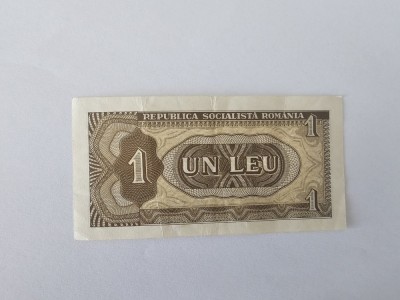 REPUBLICA SOCIALISTĂ ROMÂNIA
1
1 UN LEU
1